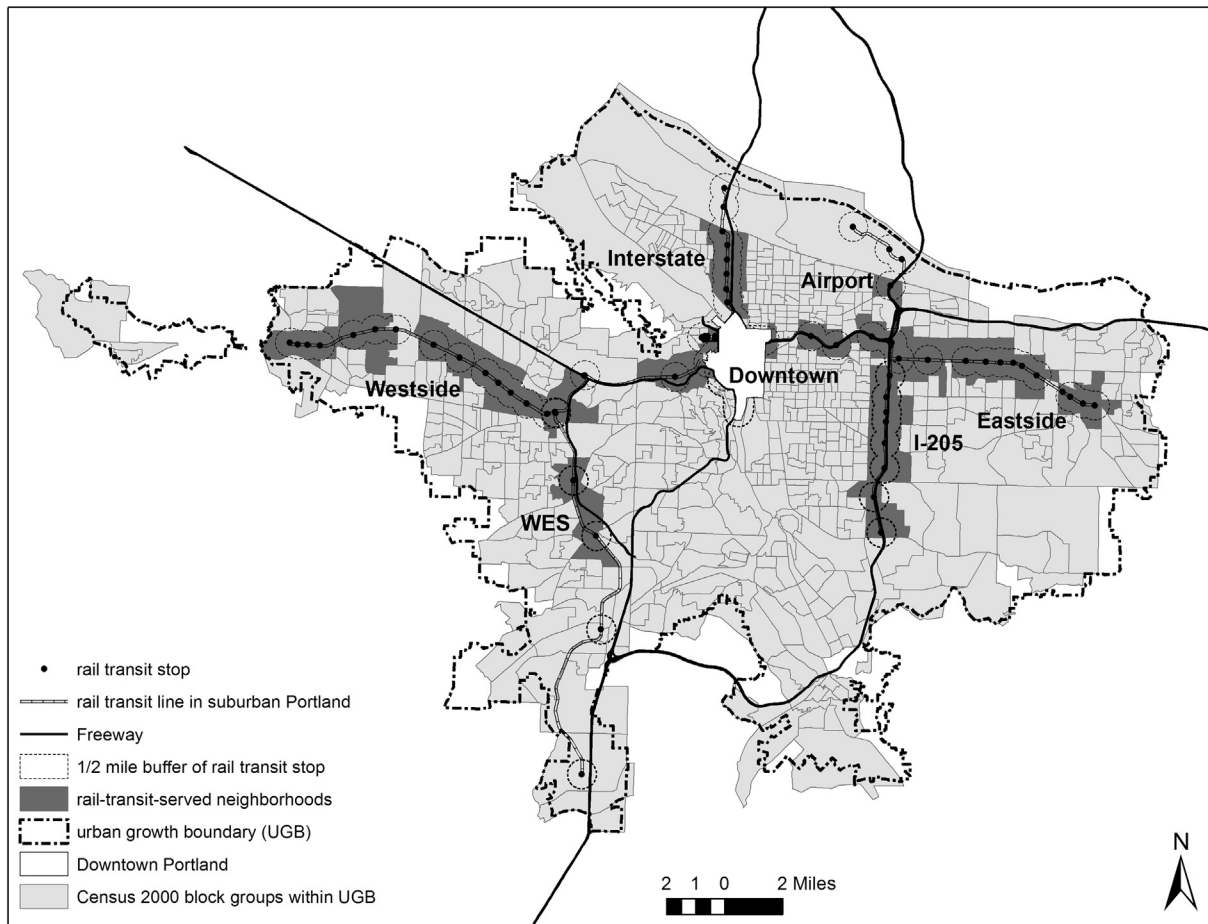 Interstate
Airport
Westside
Downtown
Eastside
I-205
WES
rail transit stop
rail transit line in suburban Portland
Freeway
1/2 mile buffer of rail transit stop
rail-transit-served neighborhoods
urban growth boundary (UGB)
Downtown Portland
Census 2000 block groups within UGB
2 1 0 2 Miles
N